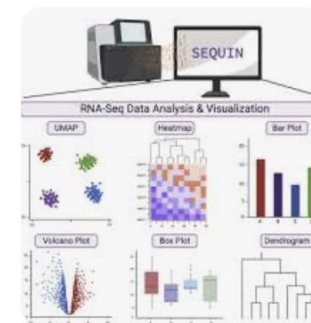 SEQUIN
RNA-Seq Data Analysis & Visualization
UMAP
Heatmap
Bar Plot
Volcano Plot
Box Plot
Dendrogram